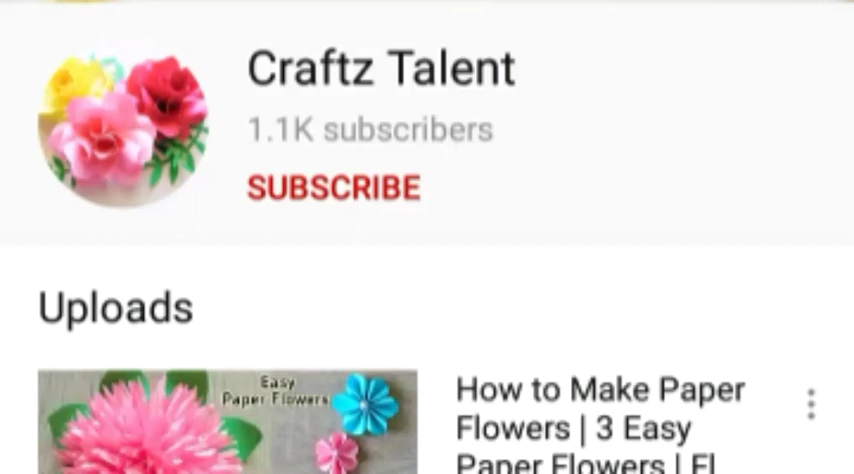 Craftz Talent
1.1K subscribers
SUBSCRIBE
Uploads
Easy
Paper Flowers
How to Make Paper
Flowers | 3 Easy
Paper Flowers | Fl